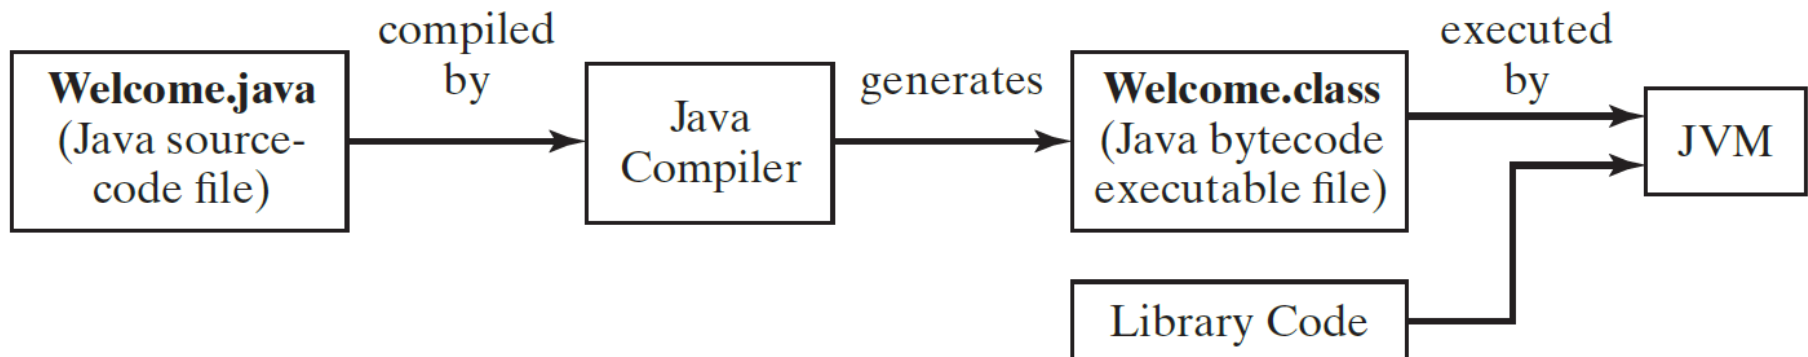 Welcome.java
(Java source-
code file)
compiled
by
Java
Compiler
generates
Welcome.class
(Java bytecode
executable file)
executed
by
JVM
Library Code